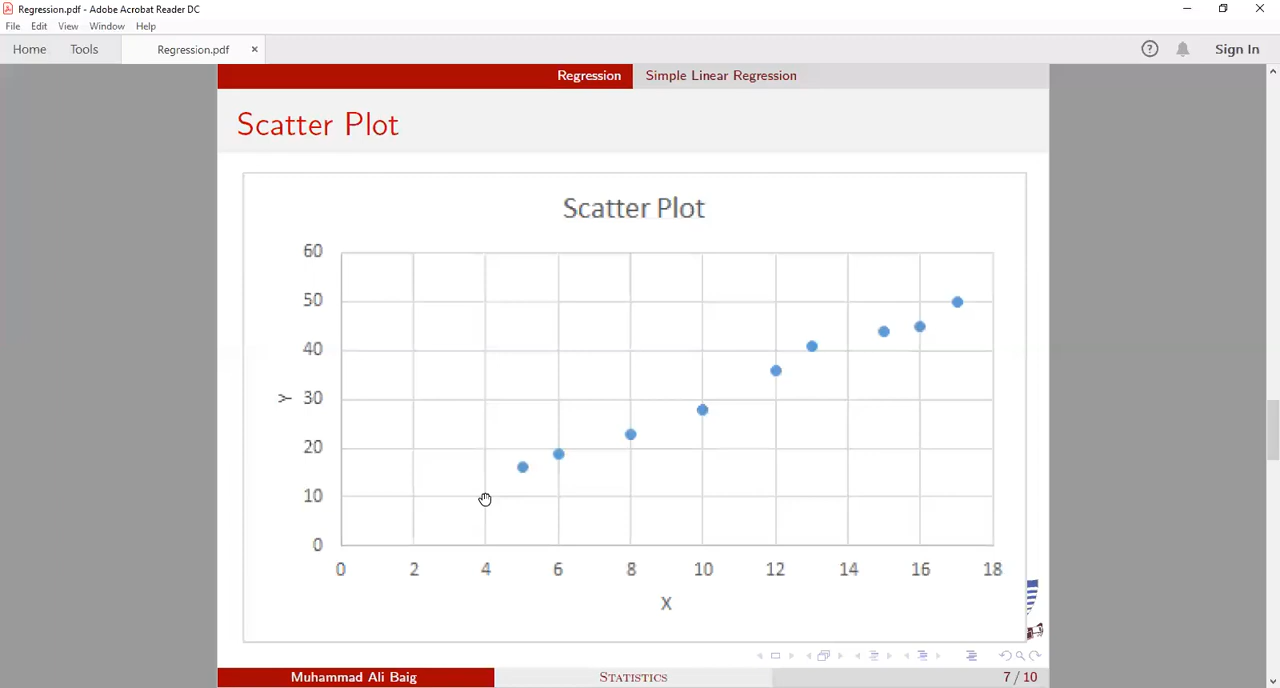 Regression.pdf - Adobe Acrobat Reader DC
File Edit View Window Help
Home Tools Regression.pdf × ? Sign In
Regression Simple Linear Regression
Scatter Plot
Scatter Plot
60
50
40
Y 30
20
10
0
0 2 4 6 8 10 12 14 16 18
X
Muhammad Ali Baig STATISTICS 7 / 10